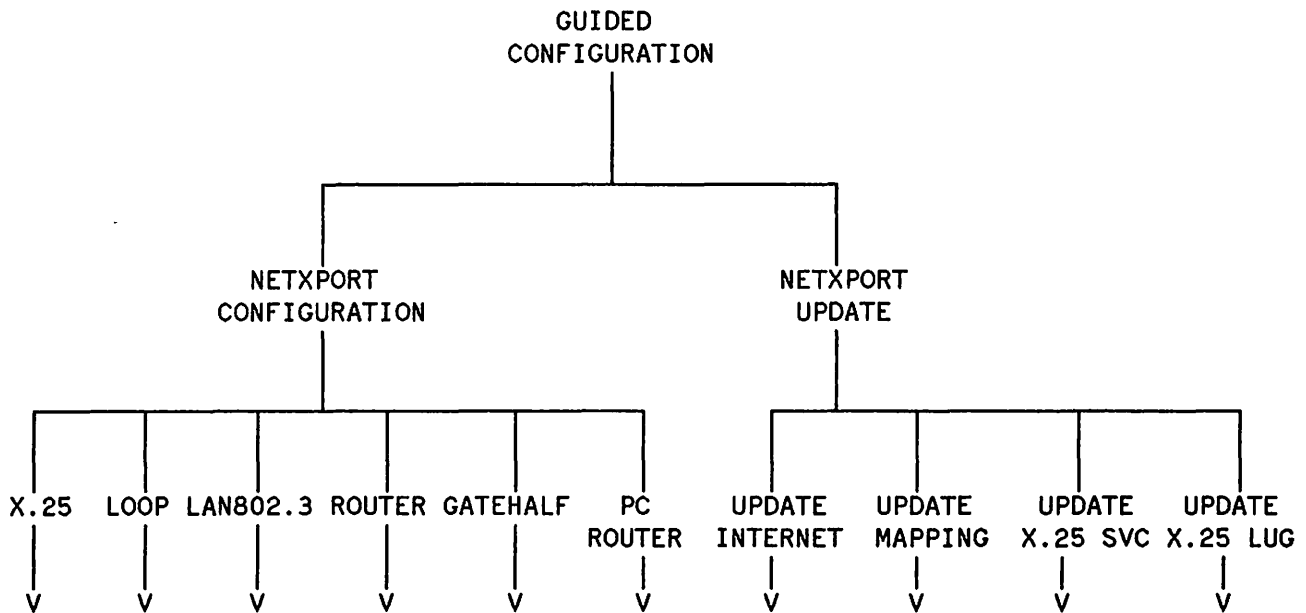 GUIDED
CONFIGURATION
NETXPORT
CONFIGURATION
NETXPORT
UPDATE
X.25 LOOP LAN802.3 ROUTER GATEHALF PC
ROUTER
UPDATE
INTERNET
UPDATE
MAPPING
UPDATE
X.25 SVC
UPDATE
X.25 LUG
V V V V V V V V V V